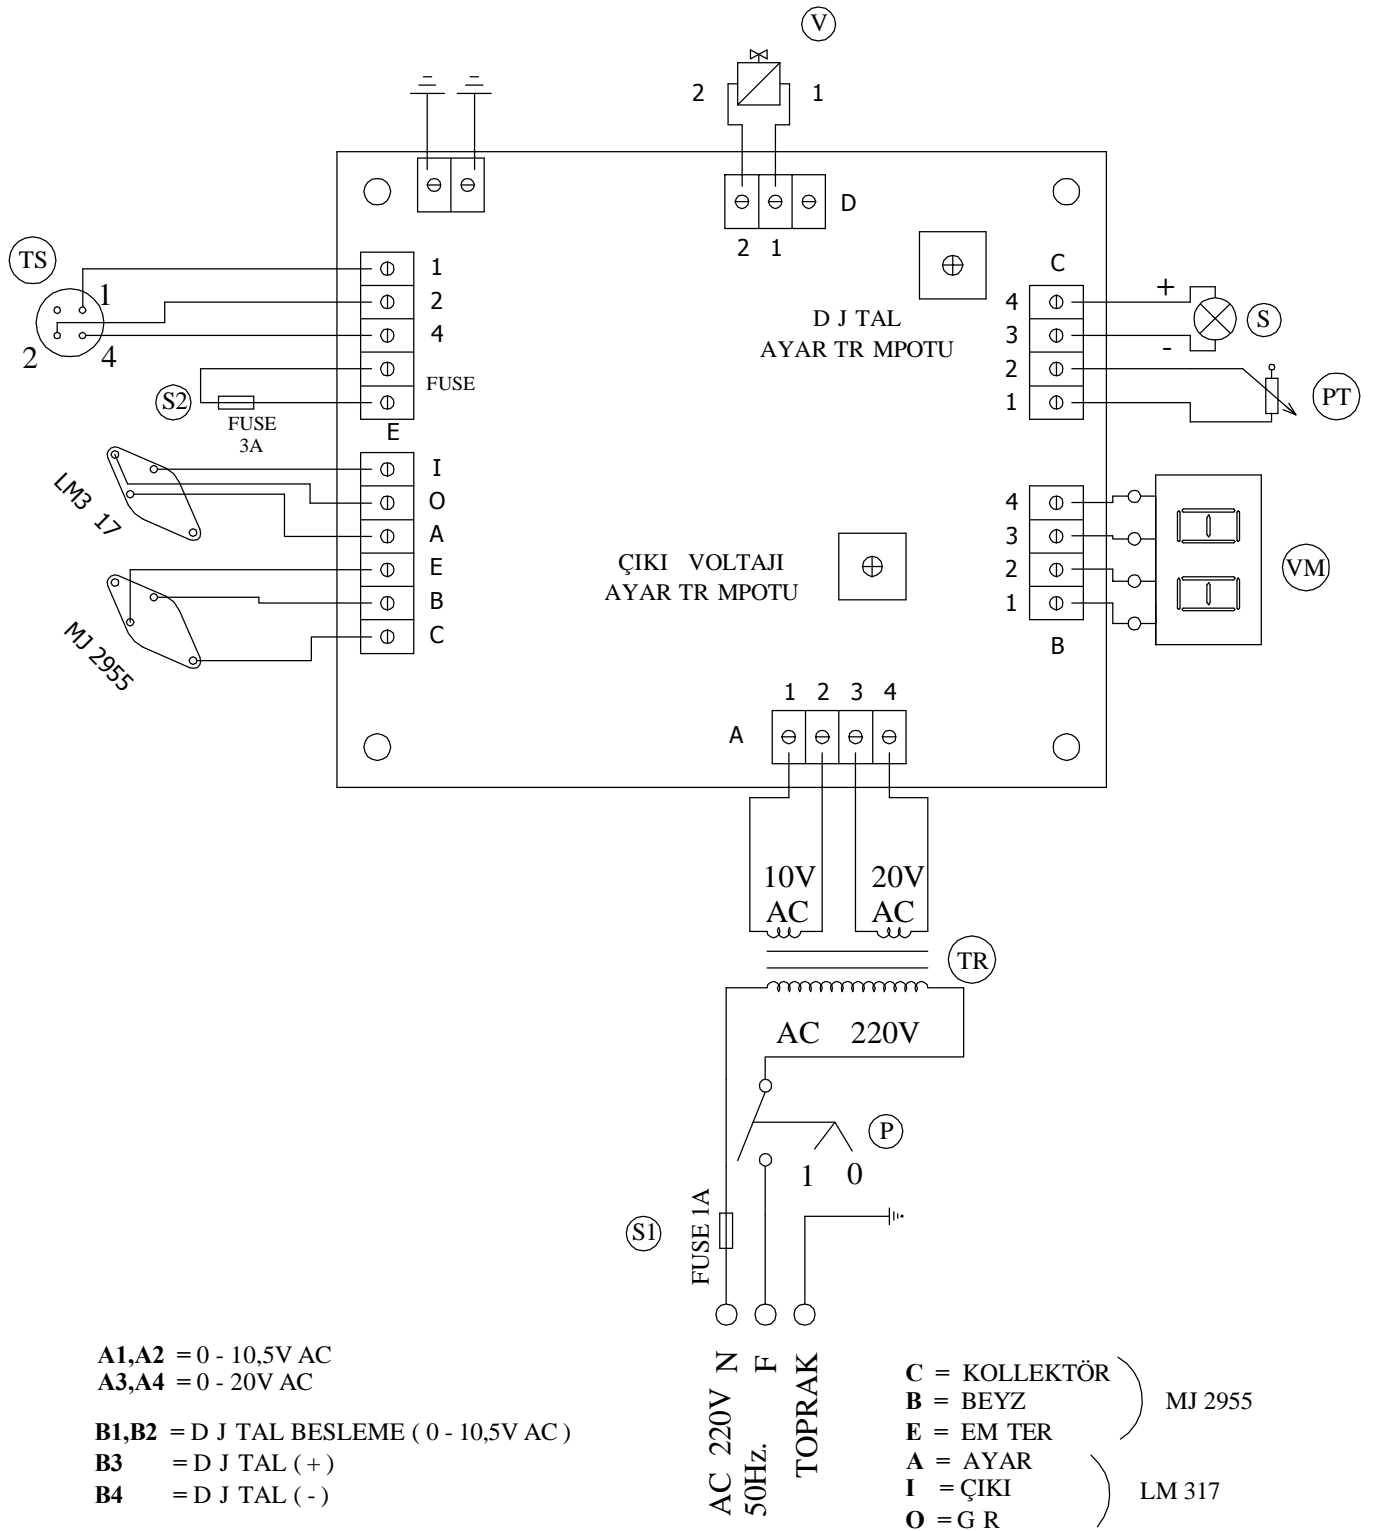 V
2 1
D
2 1
TS
1
2 4
1
2
4
FUSE
E
S2
FUSE
3A
LM3 17
I
O
A
E
B
C
MJ 2955
D J TAL
AYAR TR MPOTU
C
4
3
2
1
+
-
S
PT
ÇIKI VOLTAJI
AYAR TR MPOTU
4
3
2
1
B
VM
A
1 2 3 4
10V
AC
20V
AC
TR
AC 220V
P
1 0
S1
FUSE 1A
N
F
TOPRAK
AC 220V
50Hz.
A1,A2 = 0 - 10,5V AC
A3,A4 = 0 - 20V AC
B1,B2 = D J TAL BESLEME ( 0 - 10,5V AC )
B3 = D J TAL ( + )
B4 = D J TAL ( - )
C = KOLLEKTÖR
B = BEYZ
E = EM TER
MJ 2955
A = AYAR
I = ÇIKI
O = G R
LM 317